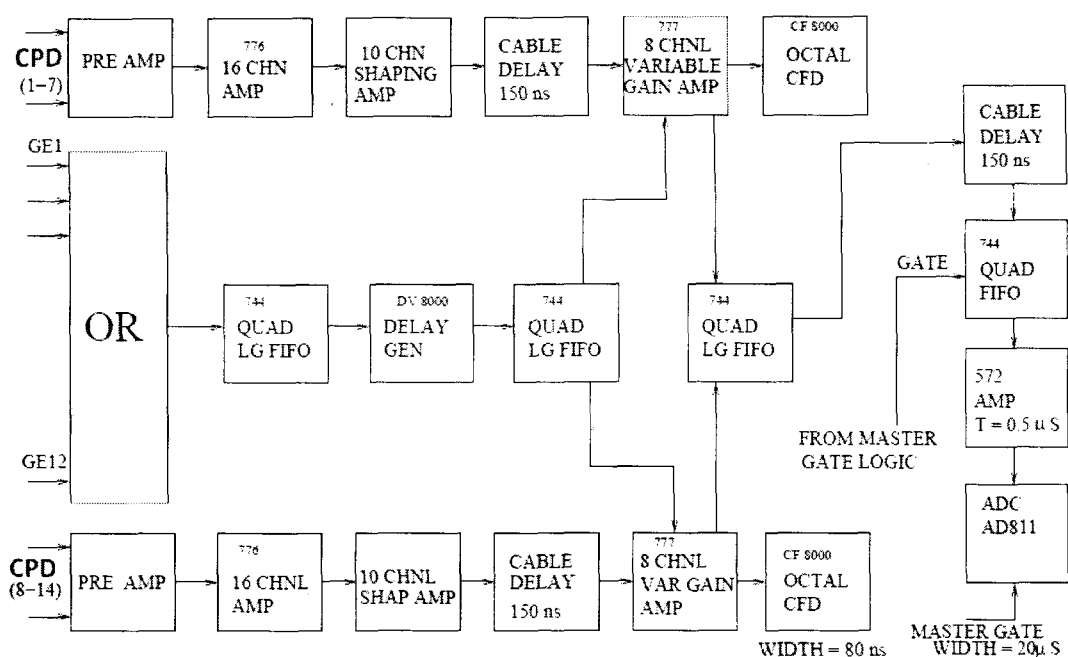 CPD
(1-7)
PRE AMP
776
16 CHN
AMP
10 CHN
SHAPING
AMP
CABLE
DELAY
150 ns
777
8 CHNL
VARIABLE
GAIN AMP
CF 8000
OCTAL
CFD
GE1
OR
GE12
744
QUAD
LG FIFO
DV 8000
DELAY
GEN
744
QUAD
LG FIFO
744
QUAD
LG FIFO
CABLE
DELAY
150 ns
GATE
744
QUAD
FIFO
572
AMP
T = 0.5 μ S
FROM MASTER
GATE LOGIC
ADC
AD811
MASTER GATE
WIDTH = 20μ S
CPD
(8-14)
PRE AMP
776
16 CHNL
AMP
10 CHNL
SHAP AMP
CABLE
DELAY
150 ns
777
8 CHNL
VAR GAIN
AMP
CF 8000
OCTAL
CFD
WIDTH = 80 ns